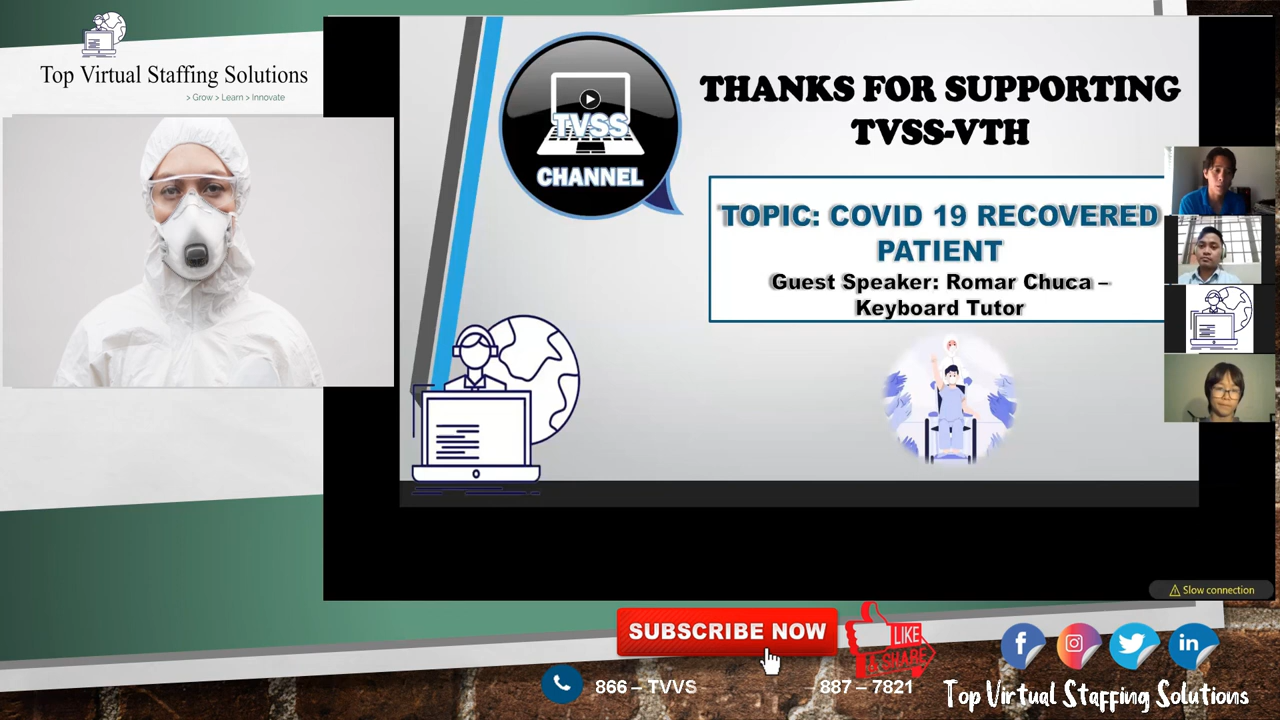 Top Virtual Staffing Solutions
> Grow > Learn > Innovate
TVSS
CHANNEL
THANKS FOR SUPPORTING
TVSS-VTH
TOPIC: COVID 19 RECOVERED
PATIENT
Guest Speaker: Romar Chuca –
Keyboard Tutor
Slow connection
SUBSCRIBE NOW
LIKE
SHARE
866 – TVVS
887 – 7821
Top Virtual Staffing Solutions